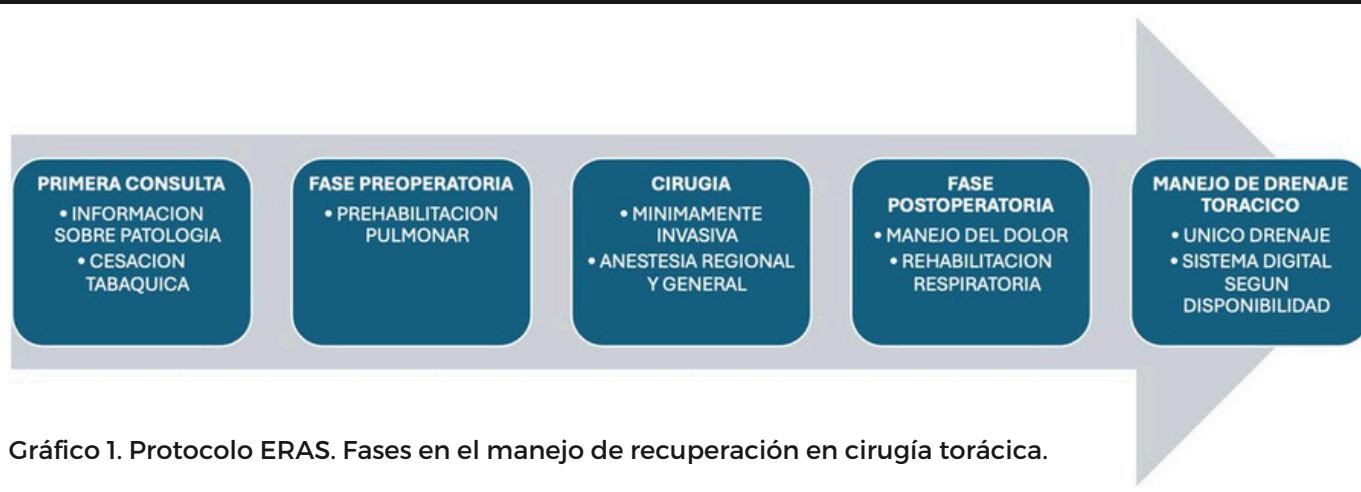 PRIMERA CONSULTA
• INFORMACION
SOBRE PATOLOGIA
• CESACION
TABAQUICA
FASE PREOPERATORIA
• PREHABILITACION
PULMONAR
CIRUGIA
• MINIMAMENTE
INVASIVA
• ANESTESIA REGIONAL
Y GENERAL
FASE
POSTOPERATORIA
• MANEJO DEL DOLOR
• REHABILITACION
RESPIRATORIA
MANEJO DE DRENAJE
TORACICO
• UNICO DRENAJE
• SISTEMA DIGITAL
SEGUN
DISPONIBILIDAD
Gráfico 1. Protocolo ERAS. Fases en el manejo de recuperación en cirugía torácica.